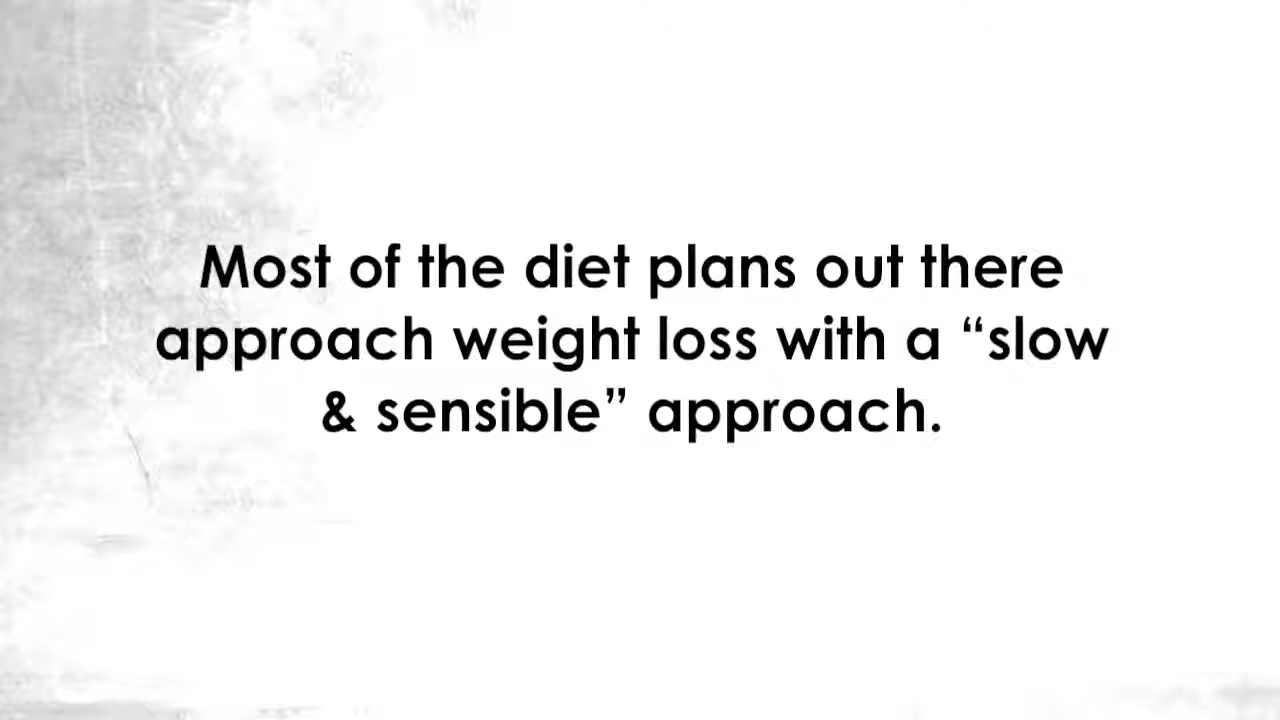 Most of the diet plans out there
approach weight loss with a “slow
& sensible” approach.